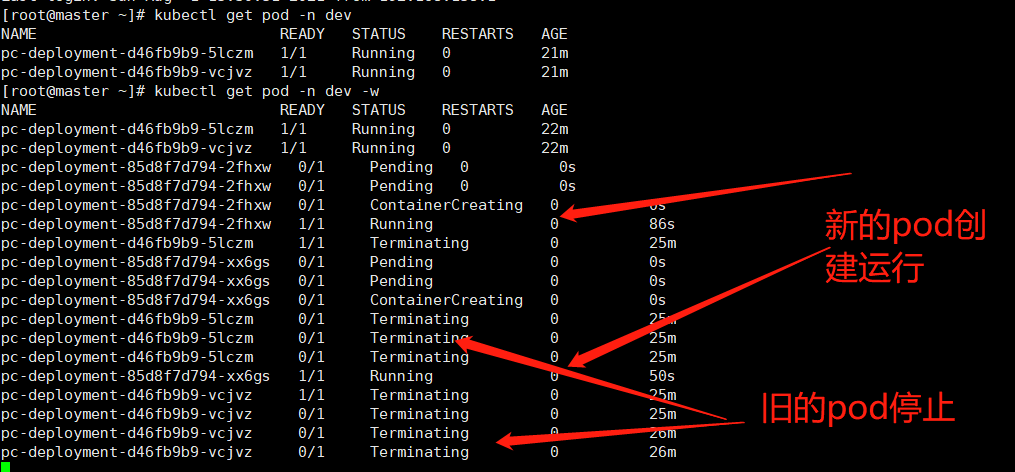 [root@master ~]# kubectl get pod -n dev
NAME READY STATUS RESTARTS AGE
pc-deployment-d46fb9b9-5lczm 1/1 Running 0 21m
pc-deployment-d46fb9b9-vcjvz 1/1 Running 0 21m
[root@master ~]# kubectl get pod -n dev -w
NAME READY STATUS RESTARTS AGE
pc-deployment-d46fb9b9-5lczm 1/1 Running 0 22m
pc-deployment-d46fb9b9-vcjvz 1/1 Running 0 22m
pc-deployment-85d8f7d794-2fhxw 0/1 Pending 0 0s
pc-deployment-85d8f7d794-2fhxw 0/1 Pending 0 0s
pc-deployment-85d8f7d794-2fhxw 0/1 ContainerCreating 0 0s
pc-deployment-85d8f7d794-2fhxw 1/1 Running 0 86s
pc-deployment-d46fb9b9-5lczm 1/1 Terminating 0 25m
pc-deployment-85d8f7d794-xx6gs 0/1 Pending 0 0s
pc-deployment-85d8f7d794-xx6gs 0/1 Pending 0 0s
pc-deployment-85d8f7d794-xx6gs 0/1 ContainerCreating 0 0s
pc-deployment-d46fb9b9-5lczm 0/1 Terminating 0 25m
pc-deployment-d46fb9b9-5lczm 0/1 Terminating 0 25m
pc-deployment-d46fb9b9-5lczm 0/1 Terminating 0 25m
pc-deployment-85d8f7d794-xx6gs 1/1 Running 0 50s
pc-deployment-d46fb9b9-vcjvz 1/1 Terminating 0 25m
pc-deployment-d46fb9b9-vcjvz 0/1 Terminating 0 25m
pc-deployment-d46fb9b9-vcjvz 0/1 Terminating 0 26m
pc-deployment-d46fb9b9-vcjvz 0/1 Terminating 0 26m
新的pod创
建运行
旧的pod停止